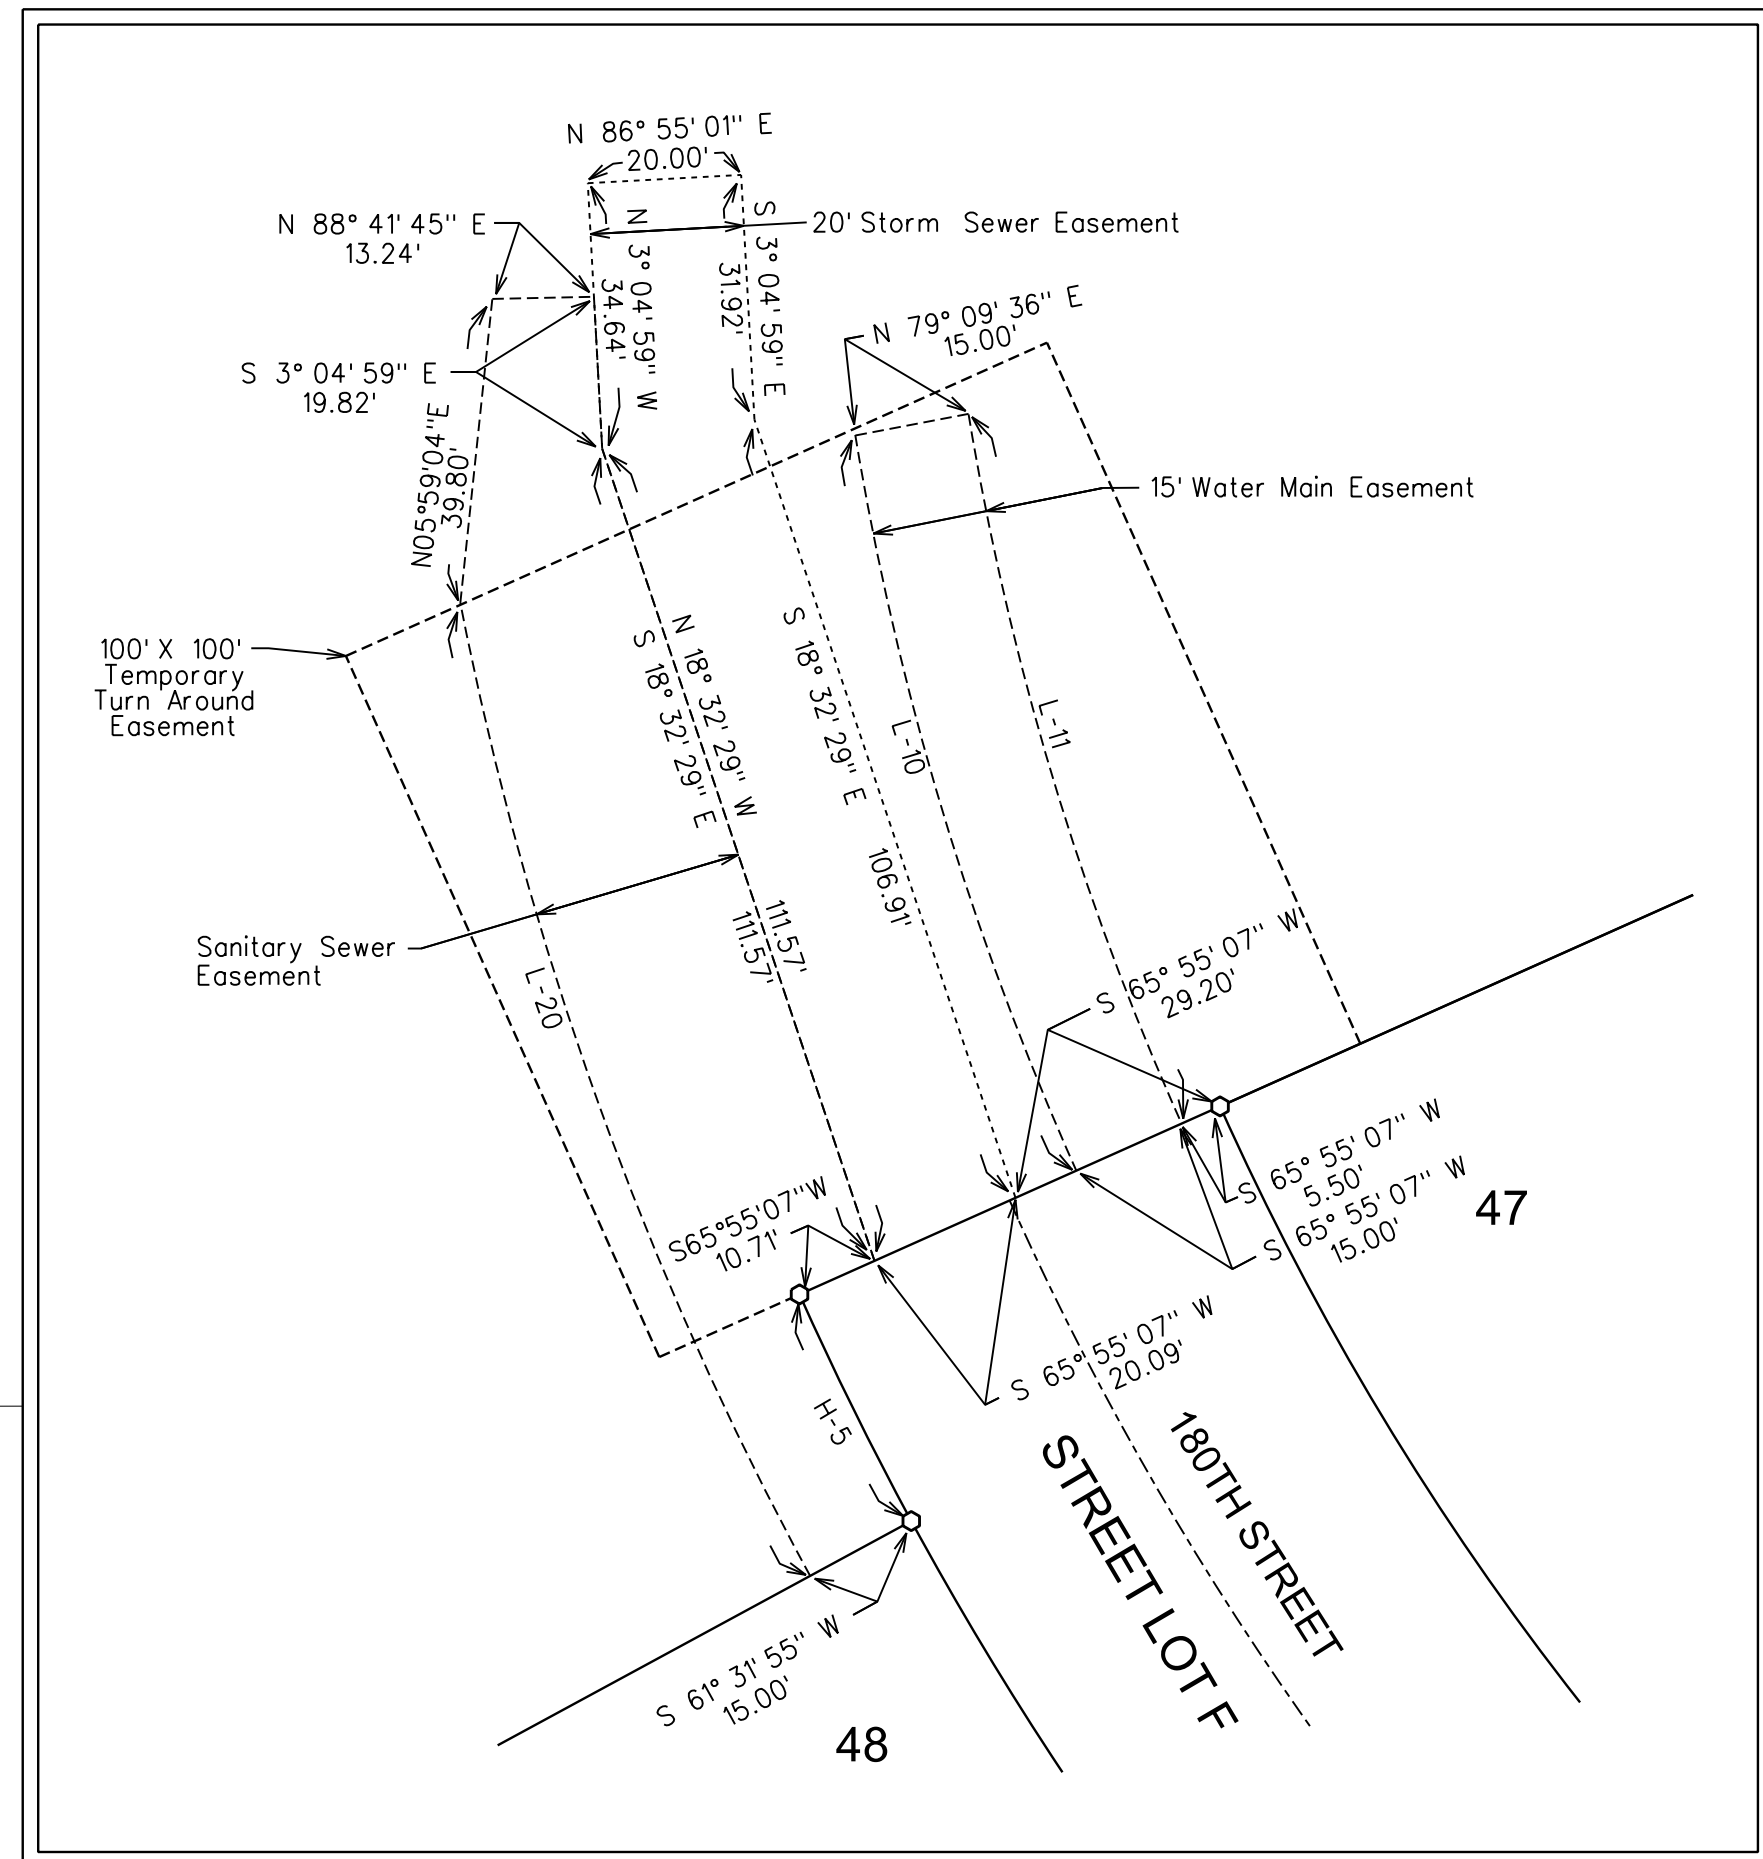 N 86° 55' 01" E
20.00'
N 88° 41' 45" E
13.24'
N 3° 04' 59" W
34.64'
S 3° 04' 59" E
31.92'
20' Storm Sewer Easement
S 3° 04' 59" E
19.82'
N 79° 09' 36" E
15.00'
N05°59'04"E
39.80'
15' Water Main Easement
100' X 100'
Temporary
Turn Around
Easement
N 18° 32' 29" W
111.57'
S 18° 32' 29" E
111.57'
S 18° 32' 29" E
106.91'
L-10
L-11
Sanitary Sewer
Easement
L-20
S 65° 55' 07" W
29.20'
S 65° 55' 07" W
5.50'
S 65° 55' 07" W
15.00'
47
S65°55'07"W
10.71'
S 65° 55' 07" W
20.09'
H-5
180TH STREET
STREET LOT F
S 61° 31' 55" W
15.00'
48